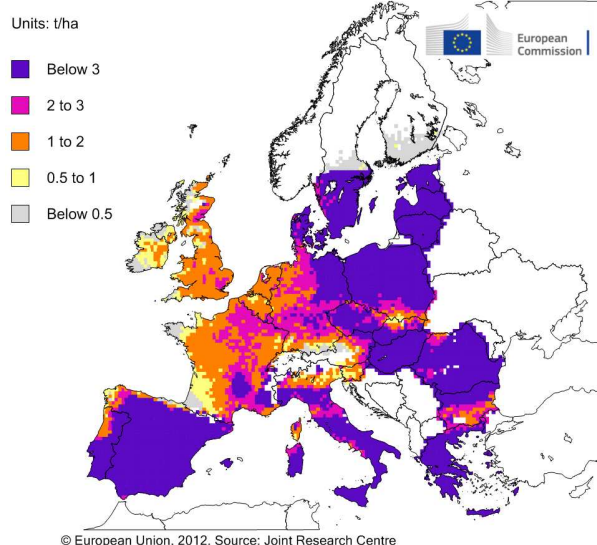 Units: t/ha
European
Commission
Below 3
2 to 3
1 to 2
0.5 to 1
Below 0.5
© European Union, 2012. Source: Joint Research Centre